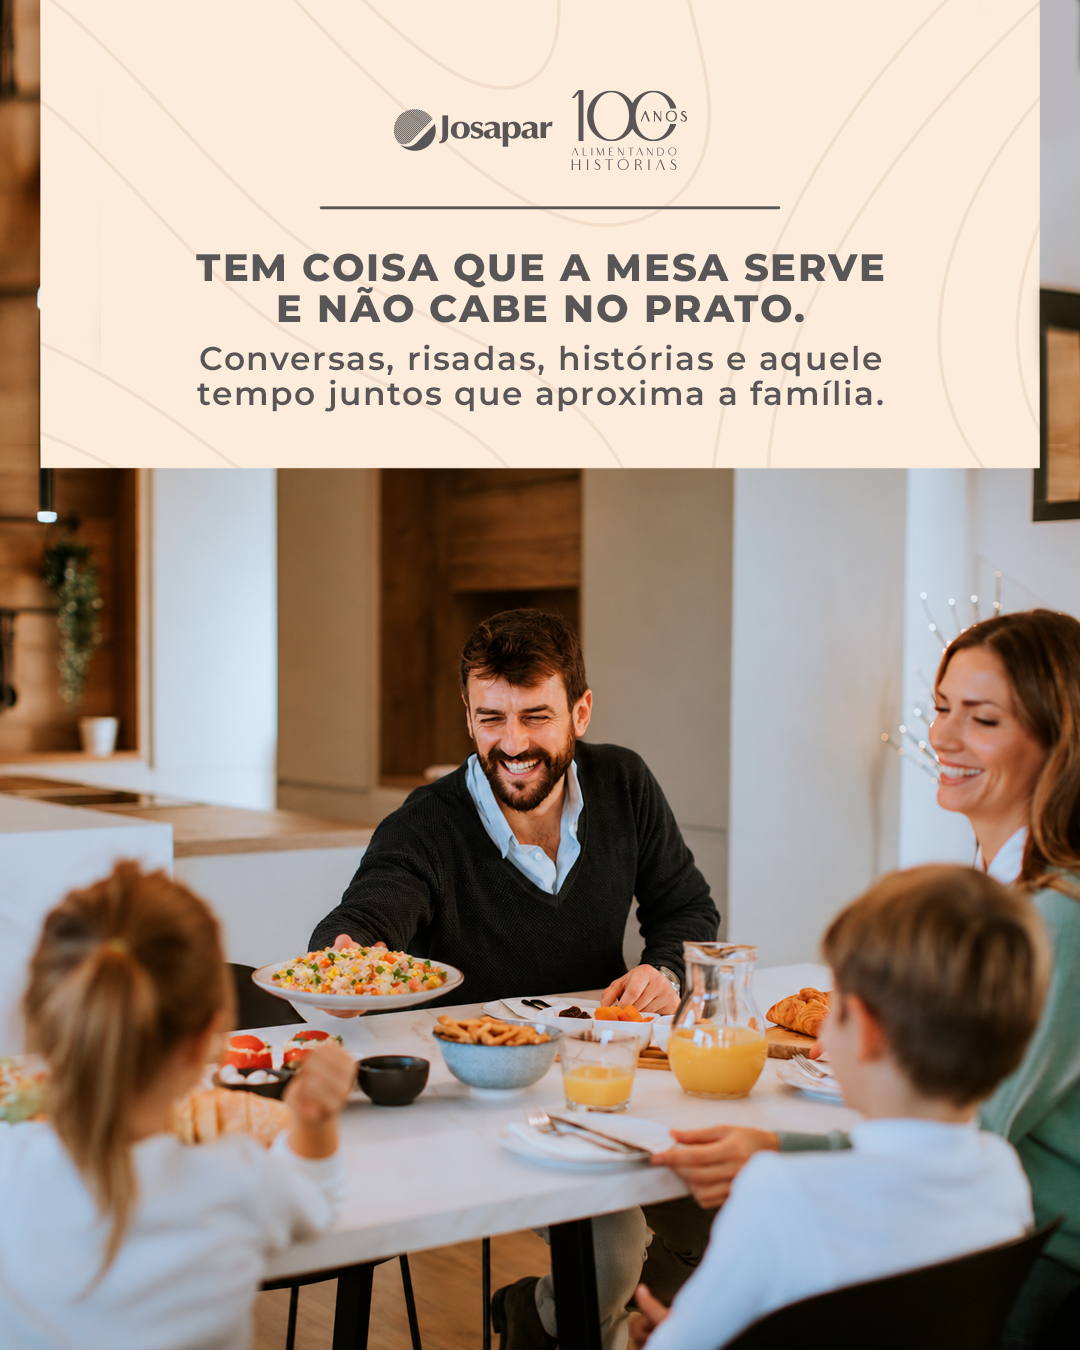 Josapar
100 ANOS
ALIMENTANDO
HISTÓRIAS
TEM COISA QUE A MESA SERVE
E NÃO CABE NO PRATO.
Conversas, risadas, histórias e aquele
tempo juntos que aproxima a família.